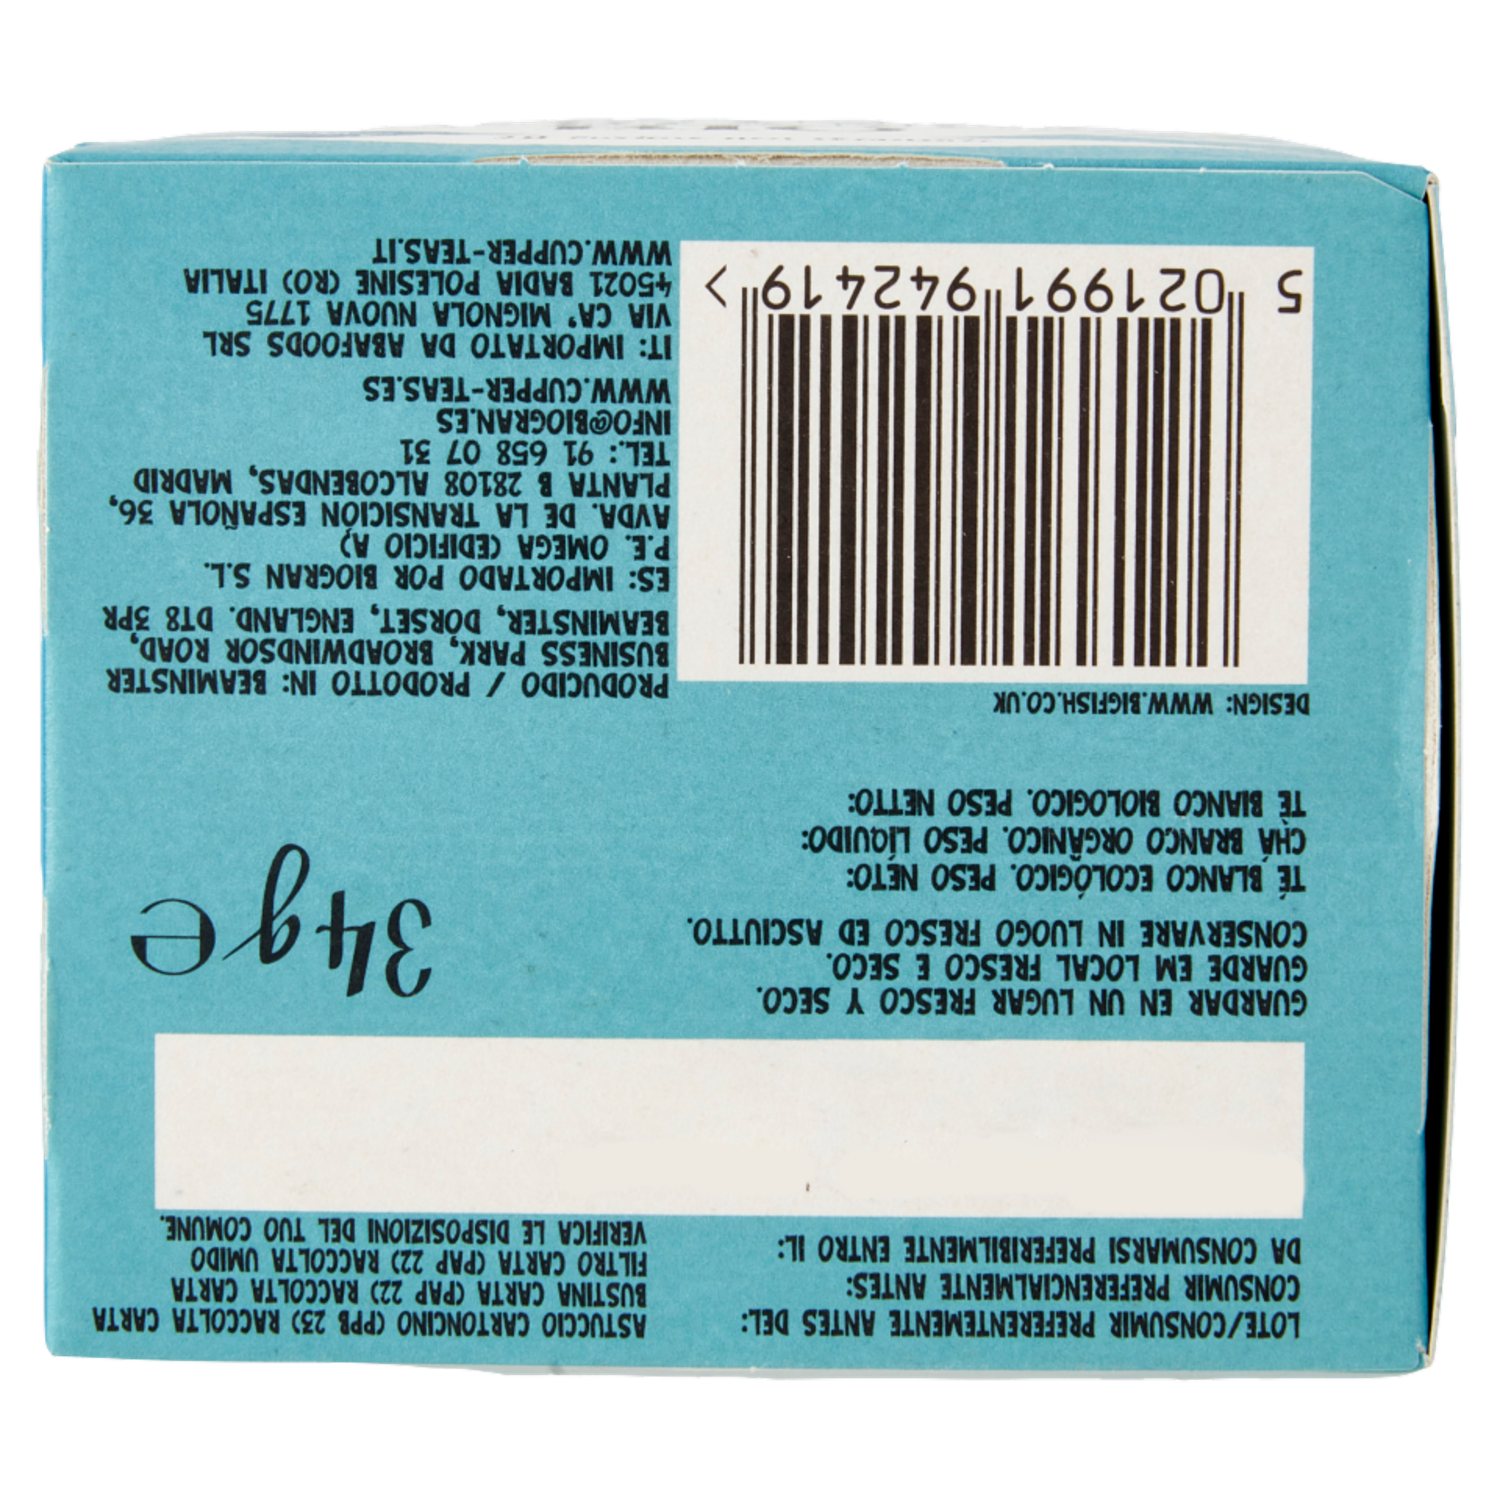 LOTE/CONSUMIR PREFERENTEMENTE ANTES DEL:
CONSUMIR PREFERENCIALMENTE ANTES:
DA CONSUMARSI PREFERIBILMENTE ENTRO IL:
ASTUCCIO CARTONCINO (PPB 23) RACCOLTA CARTA
BUSTINA CARTA (PAP 22) RACCOLTA CARTA
FILTRO CARTA (PAP 22) RACCOLTA UMIDO
VERIFICA LE DISPOSIZIONI DEL TUO COMUNE.
GUARDAR EN UN LUGAR FRESCO Y SECO.
GUARDE EM LOCAL FRESCO E SECO.
CONSERVARE IN LUOGO FRESCO ED ASCIUTTO.
TÉ BLANCO ECOLÓGICO. PESO NETO:
CHÁ BRANCO ORGÂNICO. PESO LÍQUIDO:
TÈ BIANCO BIOLOGICO. PESO NETTO:
34g e
DESIGN: WWW.BIGFISH.CO.UK
5 021991 942419 >
PRODUCIDO / PRODOTTO IN: BEAMINSTER
BUSINESS PARK, BROADWINDSOR ROAD,
BEAMINSTER, DORSET, ENGLAND. DT8 3PR
ES: IMPORTADO POR BIOGRAN S.L.
P.E. OMEGA (EDIFICIO A)
AVDA. DE LA TRANSICIÓN ESPAÑOLA 36,
PLANTA B 28108 ALCOBENDAS, MADRID
TEL.: 91 658 07 31
INFO@BIOGRAN.ES
WWW.CUPPER-TEAS.ES
IT: IMPORTATO DA ABAFOODS SRL
VIA CA' MIGNOLA NUOVA 1775
45021 BADIA POLESINE (RO) ITALIA
WWW.CUPPER-TEAS.IT